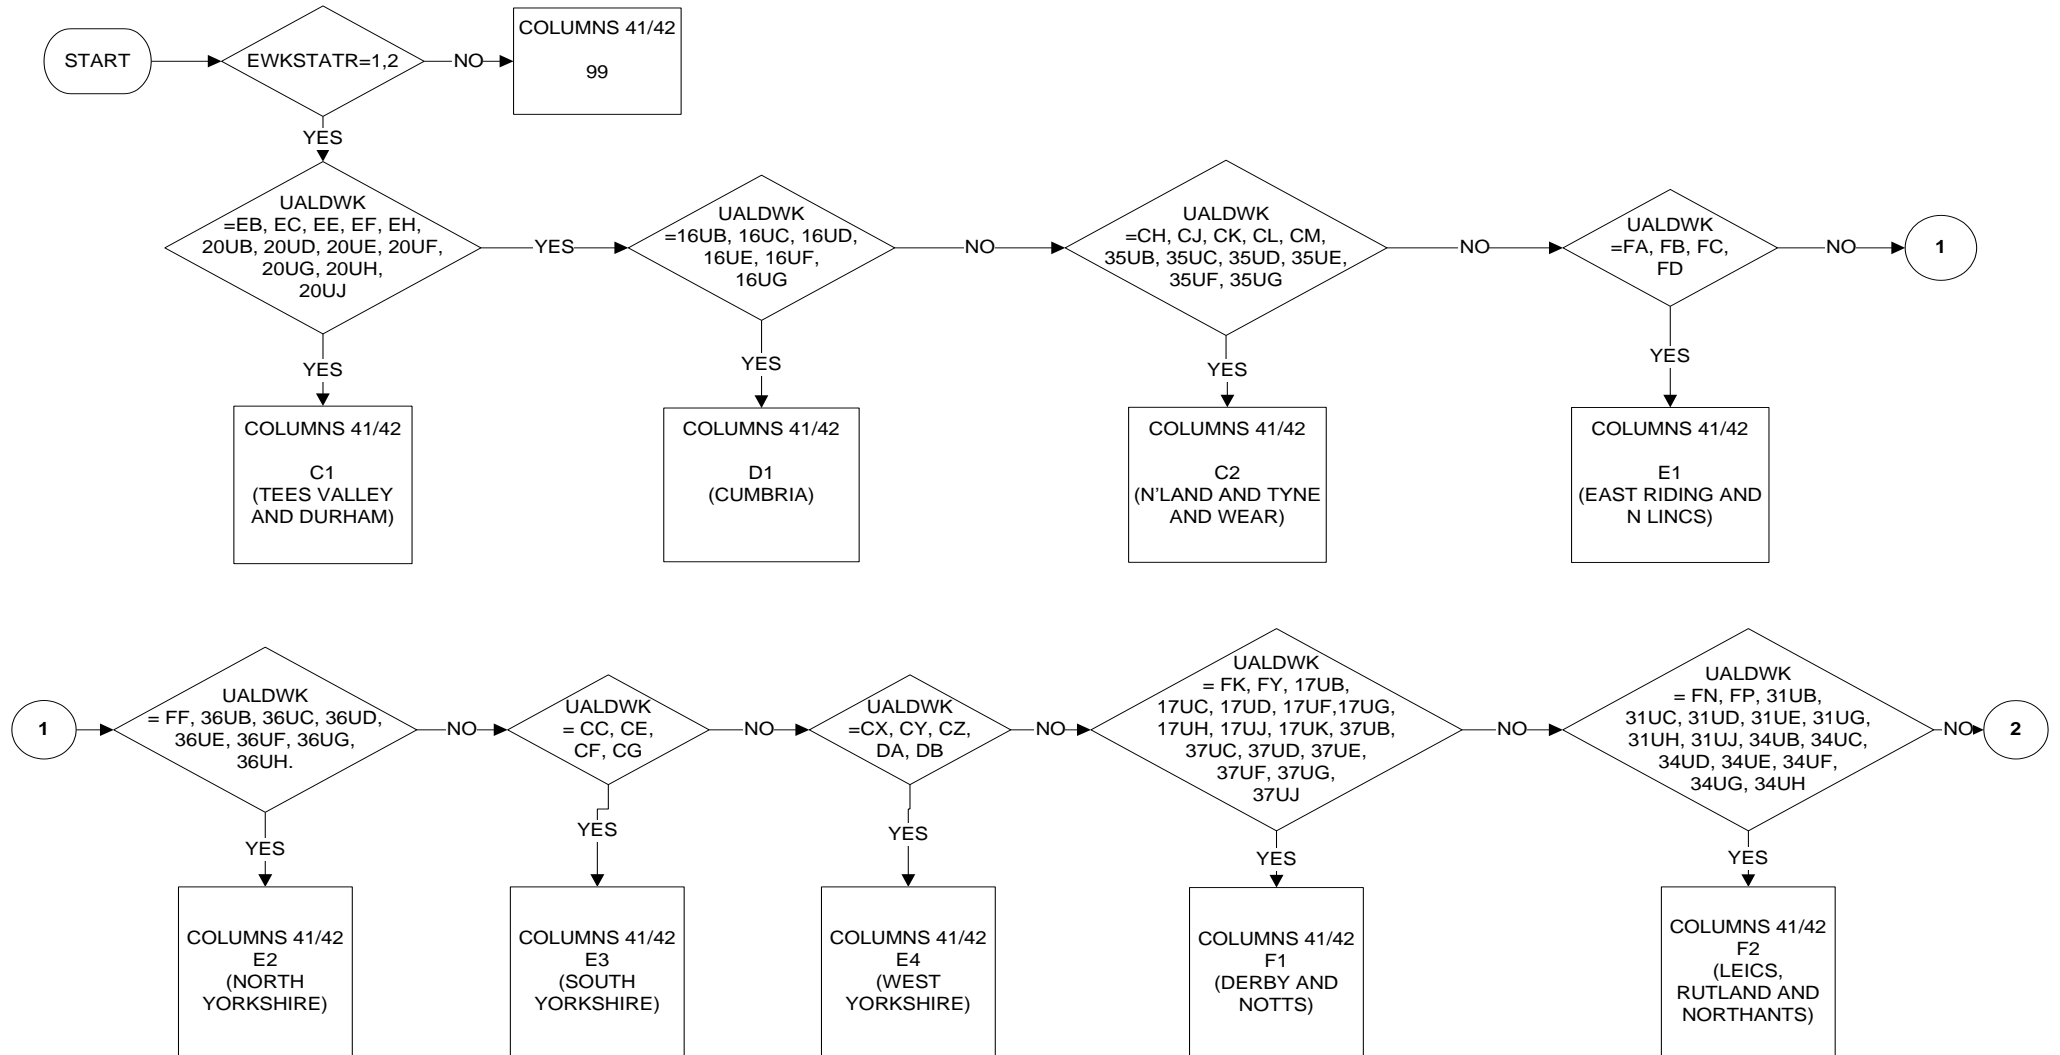 START
EWKSTATR=1,2
NO
COLUMNS 41/42
99
YES
UALDWK
=EB, EC, EE, EF, EH,
20UB, 20UD, 20UE, 20UF,
20UG, 20UH,
20UJ
YES
UALDWK
=16UB, 16UC, 16UD,
16UE, 16UF,
16UG
NO
UALDWK
=CH, CJ, CK, CL, CM,
35UB, 35UC, 35UD, 35UE,
35UF, 35UG
NO
UALDWK
=FA, FB, FC,
FD
NO
1
YES
YES
YES
YES
COLUMNS 41/42
C1
(TEES VALLEY
AND DURHAM)
COLUMNS 41/42
D1
(CUMBRIA)
COLUMNS 41/42
C2
(N'LAND AND TYNE
AND WEAR)
COLUMNS 41/42
E1
(EAST RIDING AND
N LINCS)
1
UALDWK
= FF, 36UB, 36UC, 36UD,
36UE, 36UF, 36UG,
36UH.
NO
UALDWK
= CC, CE,
CF, CG
NO
UALDWK
=CX, CY, CZ,
DA, DB
NO
UALDWK
= FK, FY, 17UB,
17UC, 17UD, 17UF,17UG,
17UH, 17UJ, 17UK, 37UB,
37UC, 37UD, 37UE,
37UF, 37UG,
37UJ
NO
UALDWK
= FN, FP, 31UB,
31UC, 31UD, 31UE, 31UG,
31UH, 31UJ, 34UB, 34UC,
34UD, 34UE, 34UF,
34UG, 34UH
NO
2
YES
YES
YES
YES
YES
COLUMNS 41/42
E2
(NORTH
YORKSHIRE)
COLUMNS 41/42
E3
(SOUTH
YORKSHIRE)
COLUMNS 41/42
E4
(WEST
YORKSHIRE)
COLUMNS 41/42
F1
(DERBY AND
NOTTS)
COLUMNS 41/42
F2
(LEICS,
RUTLAND AND
NORTHANTS)